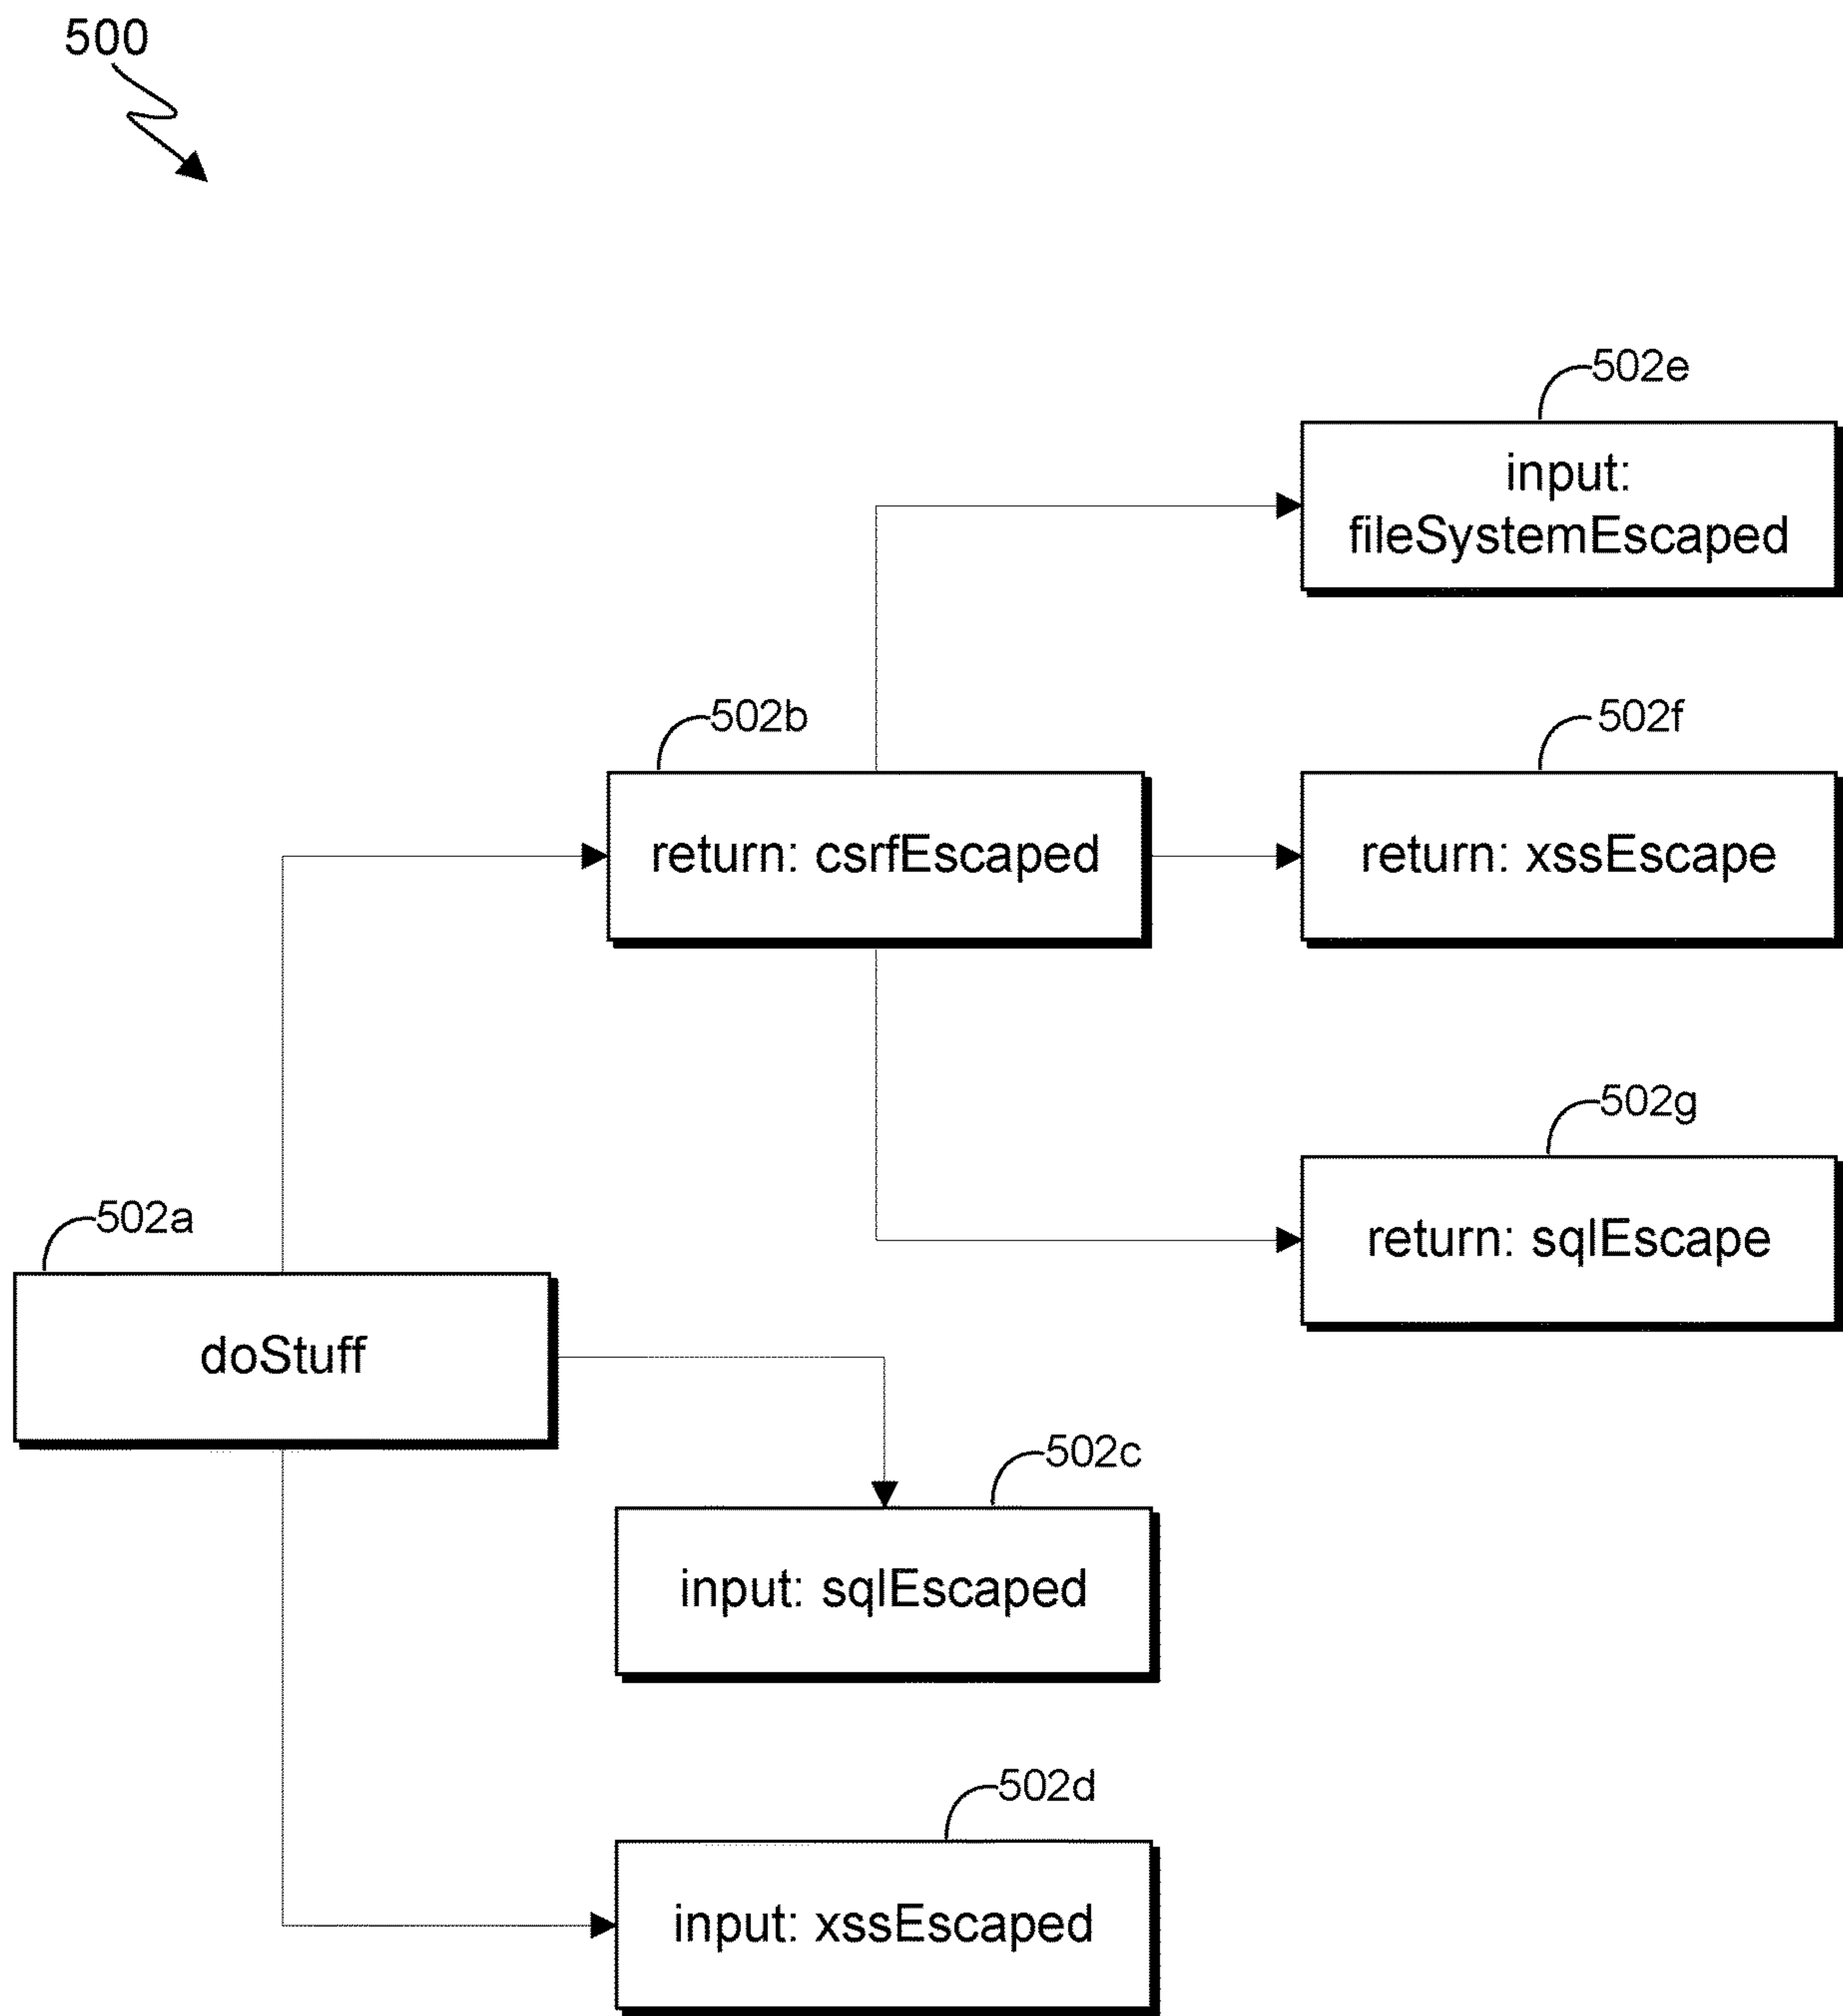 500
502e
input:
fileSystemEscaped
502b
502f
return: csrfEscaped
return: xssEscape
502g
502a
return: sqlEscape
doStuff
502c
input: sqlEscaped
502d
input: xssEscaped